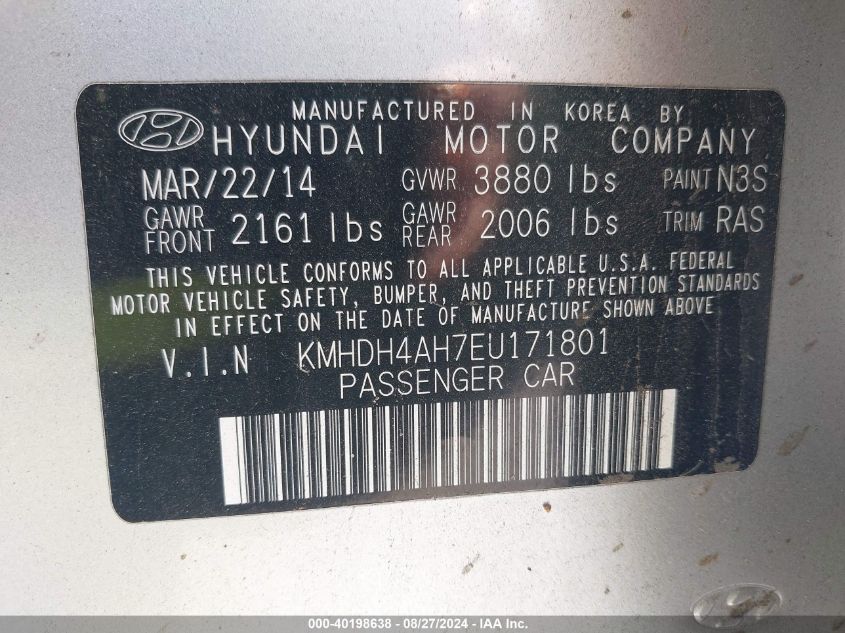 MANUFACTURED IN KOREA BY
HYUNDAI MOTOR COMPANY
MAR/22/14 GVWR 3880 lbs PAINT N3S
GAWR FRONT 2161 lbs GAWR REAR 2006 lbs TRIM RAS
THIS VEHICLE CONFORMS TO ALL APPLICABLE U.S.A. FEDERAL
MOTOR VEHICLE SAFETY, BUMPER, AND THEFT PREVENTION STANDARDS
IN EFFECT ON THE DATE OF MANUFACTURE SHOWN ABOVE
V.I.N KMHDH4AH7EU171801
PASSENGER CAR
000-40198638 - 08/27/2024 - IAA Inc.